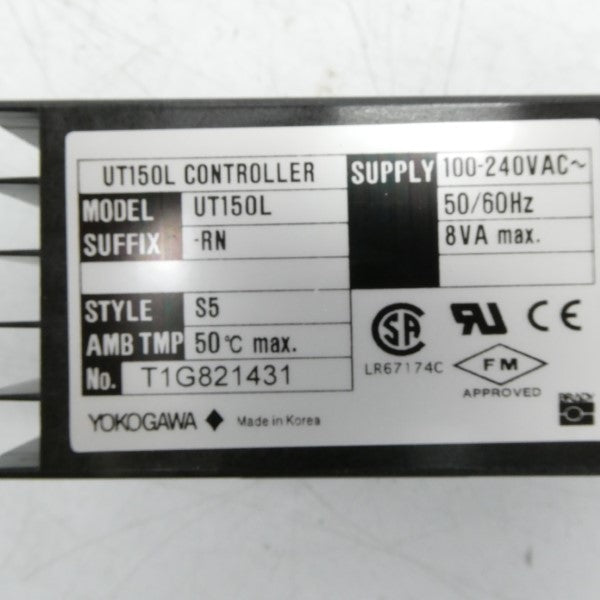 UT150L CONTROLLER
MODEL UT150L
SUFFIX -RN
STYLE S5
AMB TMP 50℃ max.
No. T1G821431
YOKOGAWA ◆ Made in Korea
SUPPLY 100-240VAC~
50/60Hz
8VA max.
LR67174C
FM
APPROVED
BRADY